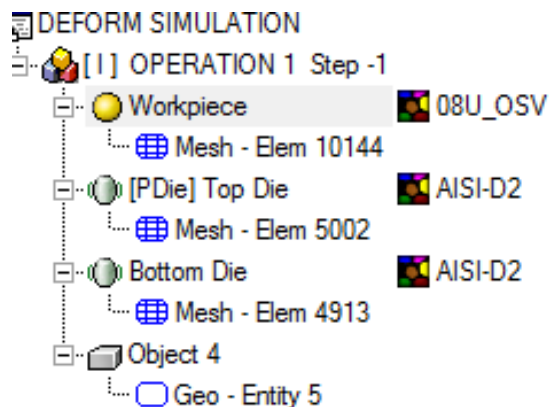 DEFORM SIMULATION
[ I ] OPERATION 1 Step -1
Workpiece 08U_OSV
Mesh - Elem 10144
[PDie] Top Die AISI-D2
Mesh - Elem 5002
Bottom Die AISI-D2
Mesh - Elem 4913
Object 4
Geo - Entity 5